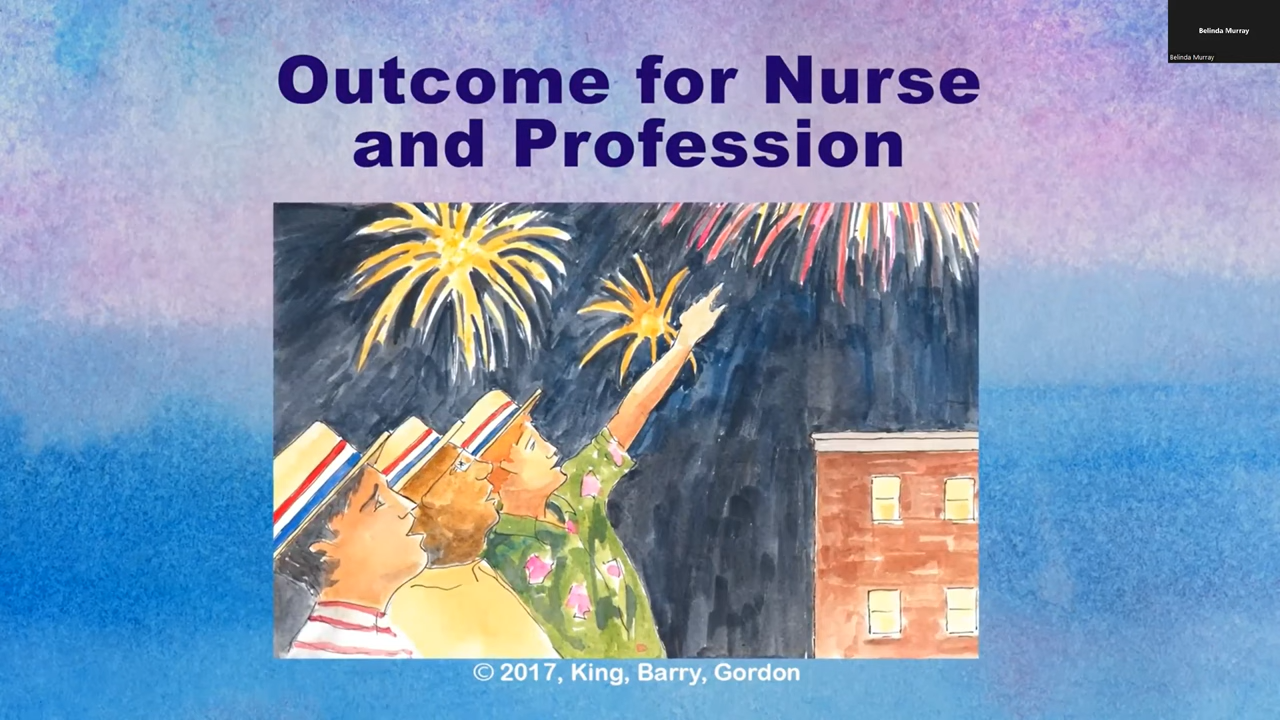 Outcome for Nurse
and Profession
Belinda Murray
Belinda Murray
© 2017, King, Barry, Gordon